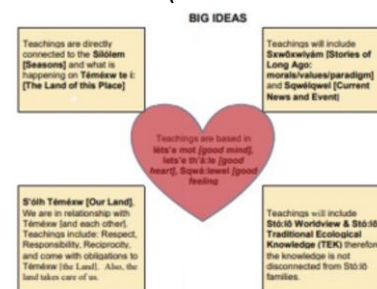 BIG IDEAS
Teachings are directly
connected to the Sílólem
[Seasons] and what is
happening on Téméxw te í:
[The Land of this Place]
Teachings will include
Sxwōxwiyám [Stories of
Long Ago:
morals/values/paradigm]
and Sqwélqwel [Current
News and Event]
Teachings are based in
léts'e mot [good mind],
lets'e th'á:le [good
heart], Sqwá:lewel [good
feeling
S'ólh Téméxw [Our Land].
We are in relationship with
Téméxw [and each other].
Teachings include: Respect,
Responsibility, Reciprocity,
and come with obligations to
Téméxw [the Land]. Also, the
land takes care of us.
Teachings will include
Stó:lō Worldview & Stó:lō
Traditional Ecological
Knowledge (TEK) therefor
the knowledge is not
disconnected from Stó:lō
families.